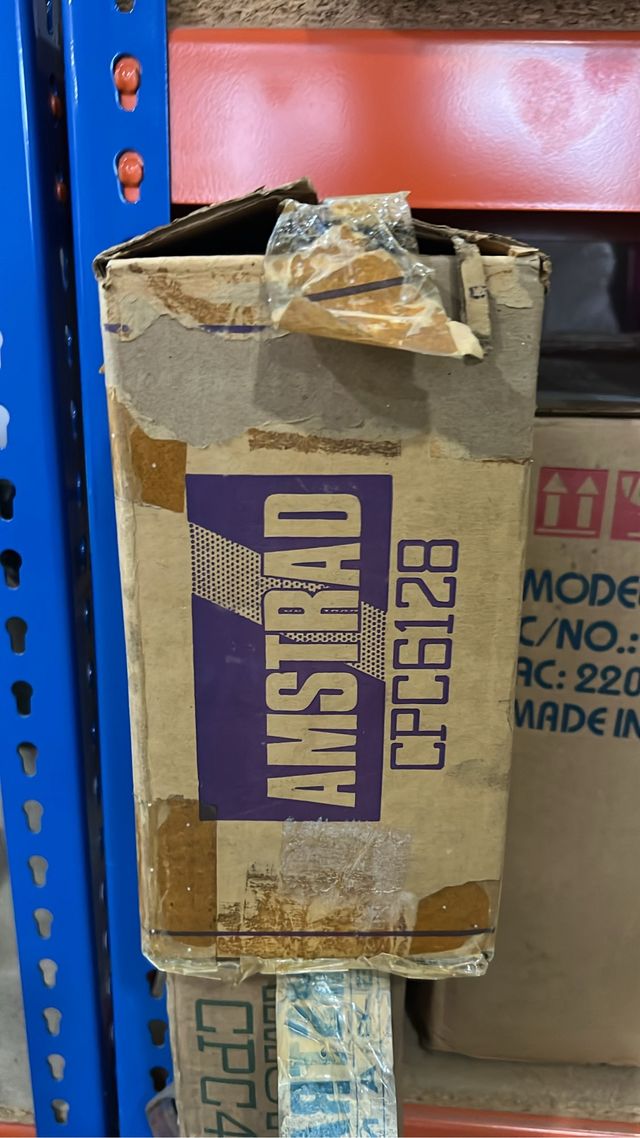 AMSTRAD
CPC6128
MODE
C/NO.:
AC: 220
MADE IN
CPC4